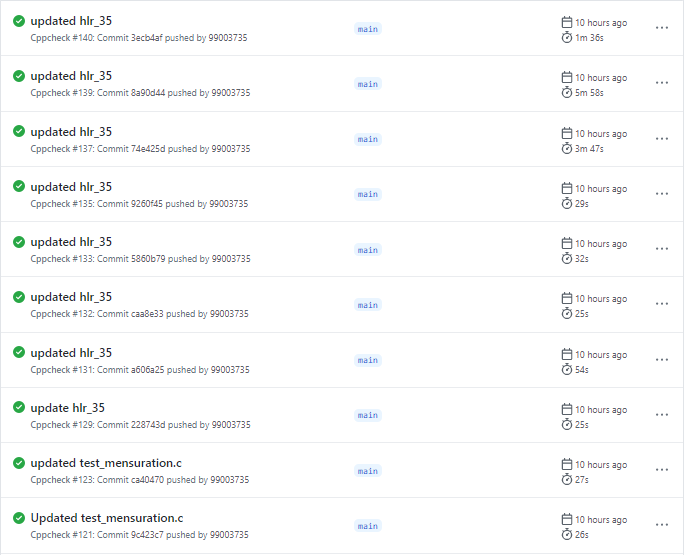 updated hlr_35
Cppcheck #140: Commit 3ecb4af pushed by 99003735
main
10 hours ago
1m 36s
updated hlr_35
Cppcheck #139: Commit 8a90d44 pushed by 99003735
main
10 hours ago
5m 58s
updated hlr_35
Cppcheck #137: Commit 74e425d pushed by 99003735
main
10 hours ago
3m 47s
updated hlr_35
Cppcheck #135: Commit 9260f45 pushed by 99003735
main
10 hours ago
29s
updated hlr_35
Cppcheck #133: Commit 5860b79 pushed by 99003735
main
10 hours ago
32s
updated hlr_35
Cppcheck #132: Commit caa8e33 pushed by 99003735
main
10 hours ago
25s
updated hlr_35
Cppcheck #131: Commit a606a25 pushed by 99003735
main
10 hours ago
54s
update hlr_35
Cppcheck #129: Commit 228743d pushed by 99003735
main
10 hours ago
25s
updated test_mensuration.c
Cppcheck #123: Commit ca40470 pushed by 99003735
main
10 hours ago
27s
Updated test_mensuration.c
Cppcheck #121: Commit 9c423c7 pushed by 99003735
main
10 hours ago
26s